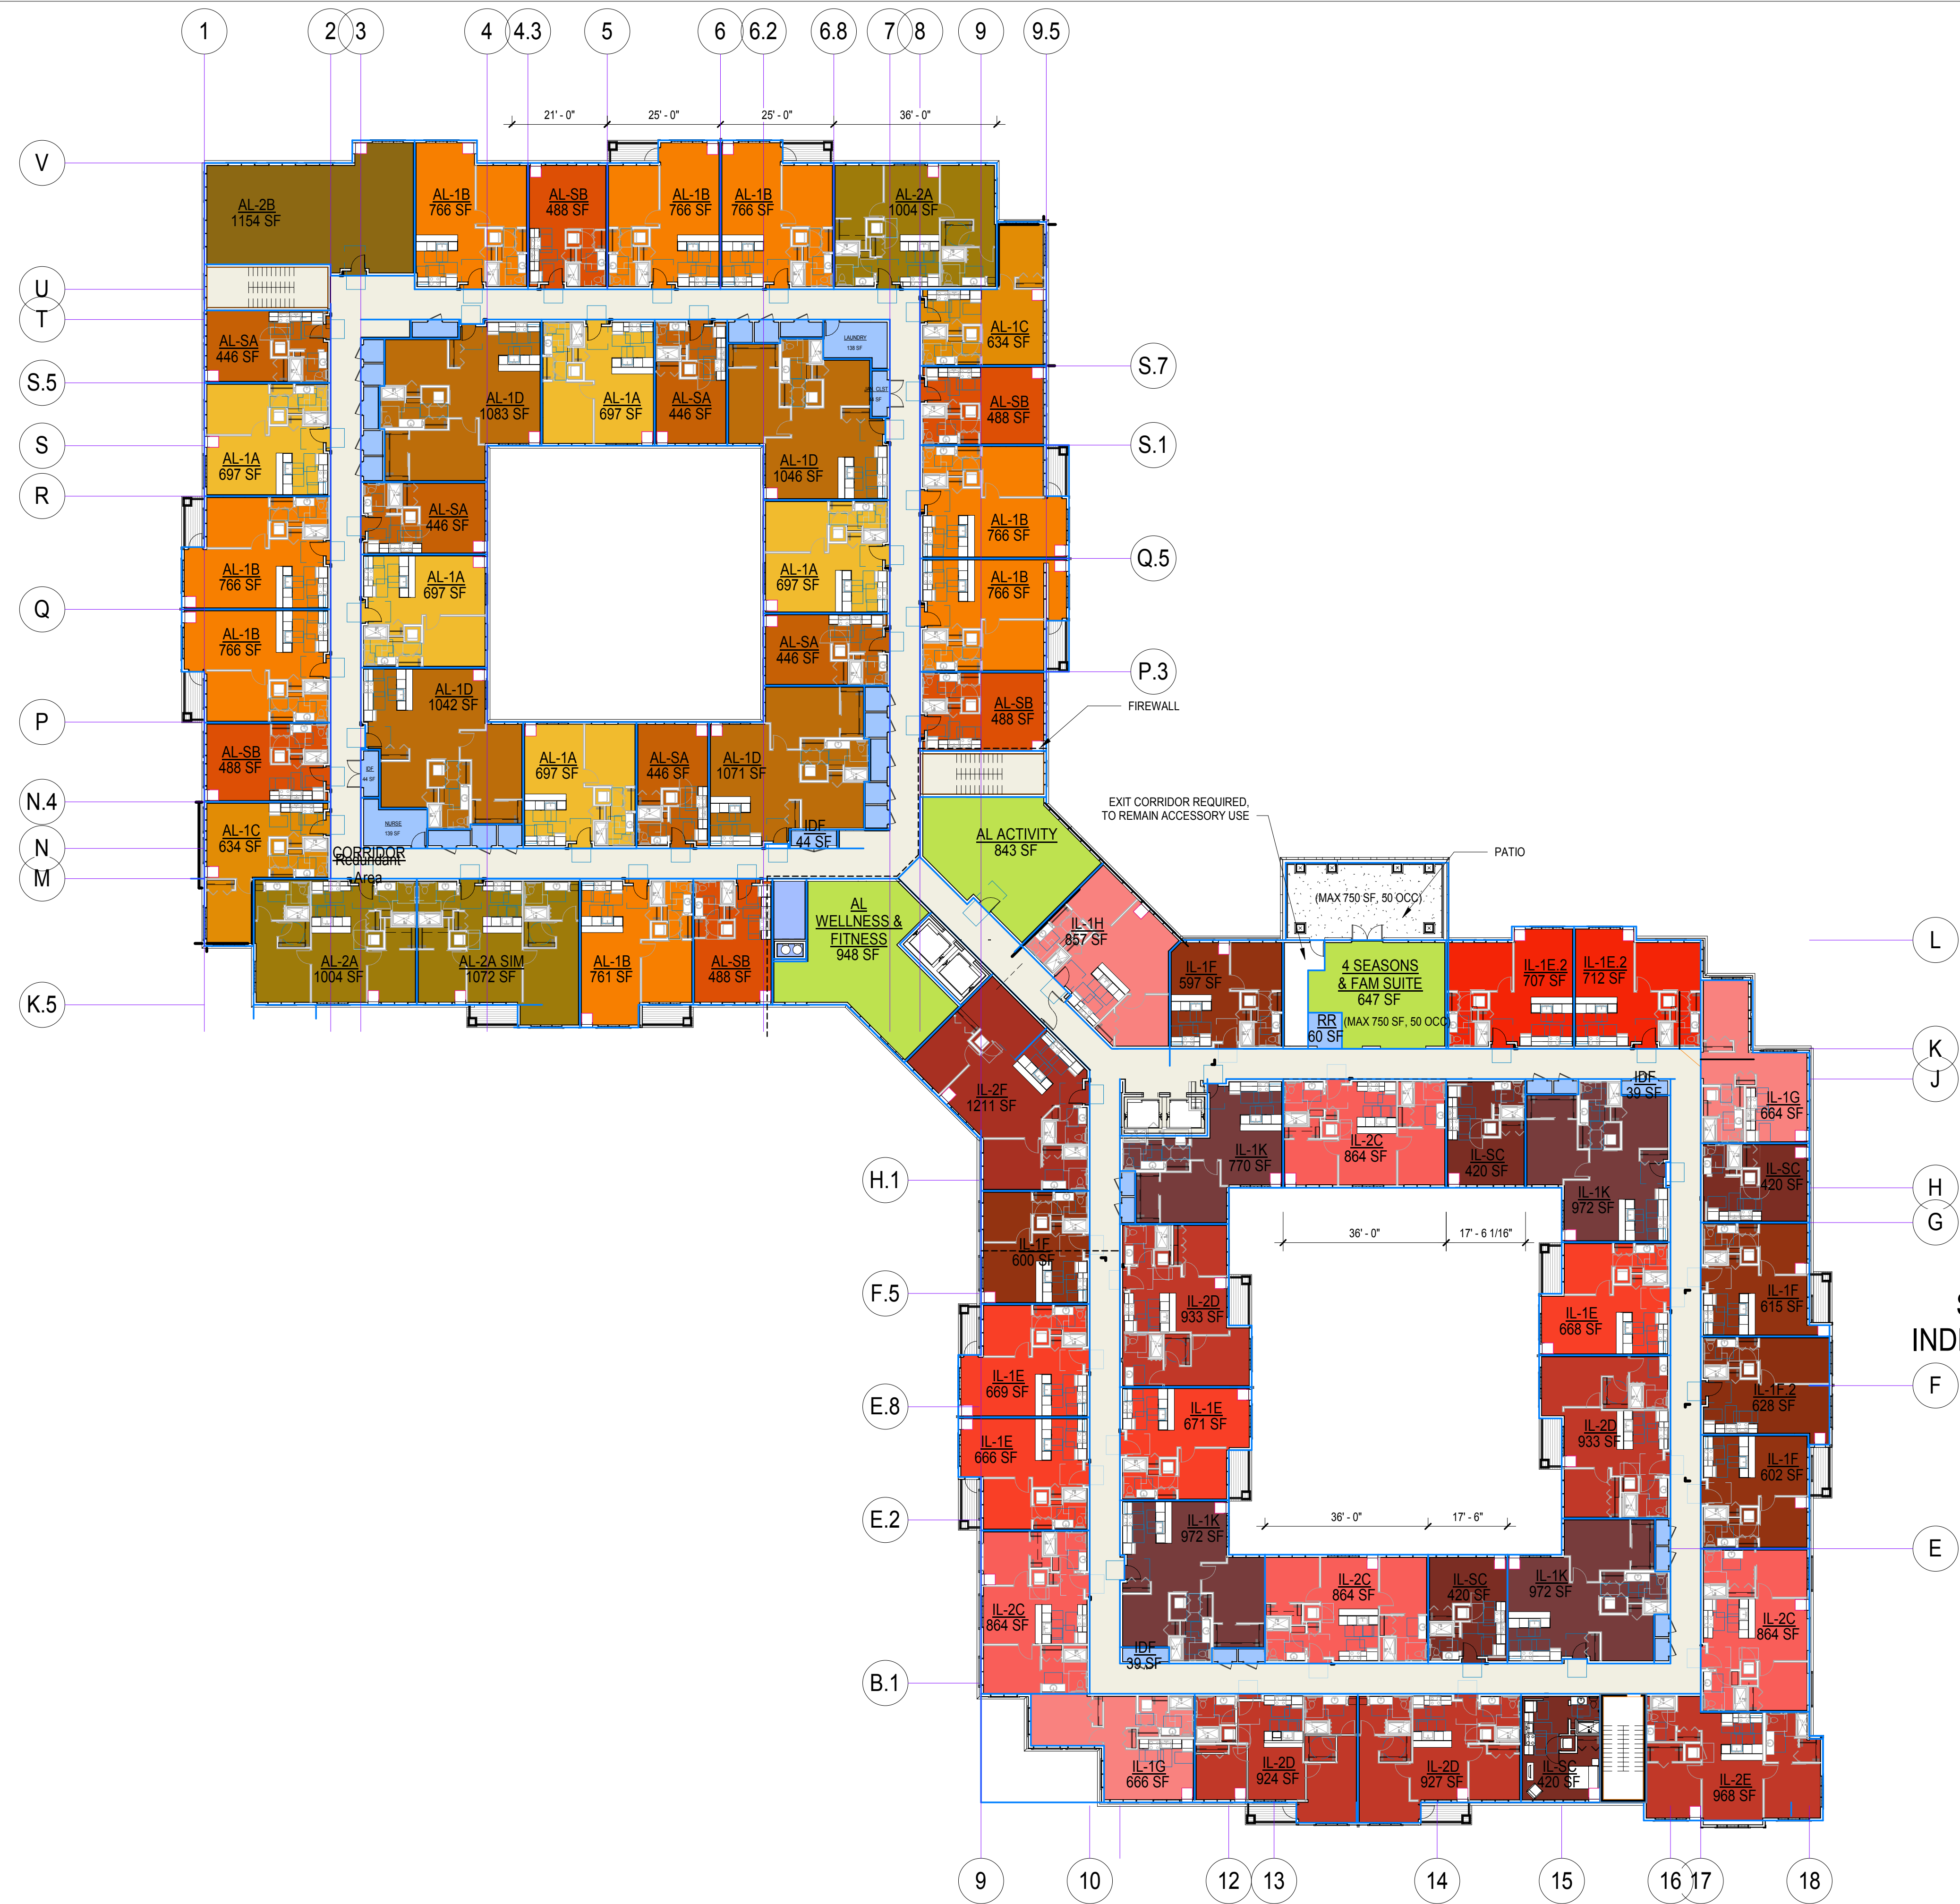 1
2
3
4
4.3
5
6
6.2
6.8
7
8
9
9.5
21' - 0"
25' - 0"
25' - 0"
36' - 0"
V
AL-2B
1154 SF
AL-1B
766 SF
AL-SB
488 SF
AL-1B
766 SF
AL-1B
766 SF
AL-2A
1004 SF
U
T
AL-SA
446 SF
AL-1D
1083 SF
AL-1A
697 SF
AL-SA
446 SF
LAUNDRY
138 SF
AL-1C
634 SF
S.7
S.5
AL-1A
697 SF
JAN. CLST
AL-1D
1046 SF
AL-SB
488 SF
S
S.1
R
AL-SA
446 SF
AL-1B
766 SF
AL-1B
766 SF
AL-1A
697 SF
AL-1A
697 SF
AL-1B
766 SF
Q.5
Q
AL-1B
766 SF
AL-SA
446 SF
AL-1D
1042 SF
AL-SB
488 SF
P.3
FIREWALL
P
AL-SB
488 SF
IDF
44 SF
AL-1A
697 SF
AL-SA
446 SF
AL-1D
1071 SF
N.4
AL-1C
634 SF
NURSE
139 SF
IDF
44 SF
AL ACTIVITY
843 SF
EXIT CORRIDOR REQUIRED,
TO REMAIN ACCESSORY USE
N
CORRIDOR
Redundant
Area
M
PATIO
(MAX 750 SF, 50 OCC)
AL-2A
1004 SF
AL-2A SIM
1072 SF
AL-1B
761 SF
AL-SB
488 SF
AL
WELLNESS &
FITNESS
948 SF
IL-1H
857 SF
L
K.5
IL-1F
597 SF
4 SEASONS
& FAM SUITE
647 SF
(MAX 750 SF, 50 OCC)
RR
60 SF
IL-1E.2
707 SF
IL-1E.2
712 SF
K
J
IL-2F
1211 SF
IDF
39 SF
IL-1G
664 SF
IL-1K
770 SF
IL-2C
864 SF
IL-SC
420 SF
IL-1K
972 SF
IL-SC
420 SF
H.1
H
G
36' - 0"
17' - 6 1/16"
IL-1F
600 SF
F.5
IL-2D
933 SF
IL-1E
668 SF
IL-1F
615 SF
S
INDI
IL-1E
669 SF
IL-1E
671 SF
IL-2D
933 SF
IL-1F.2
628 SF
F
E.8
IL-1E
666 SF
IL-1F
602 SF
E.2
IL-1K
972 SF
36' - 0"
17' - 6"
E
IL-2C
864 SF
IL-2C
864 SF
IL-SC
420 SF
IL-1K
972 SF
IL-2C
864 SF
IDF
39 SF
B.1
IL-1G
666 SF
IL-2D
924 SF
IL-2D
927 SF
IL-SC
420 SF
IL-2E
968 SF
9
10
12
13
14
15
16
17
18